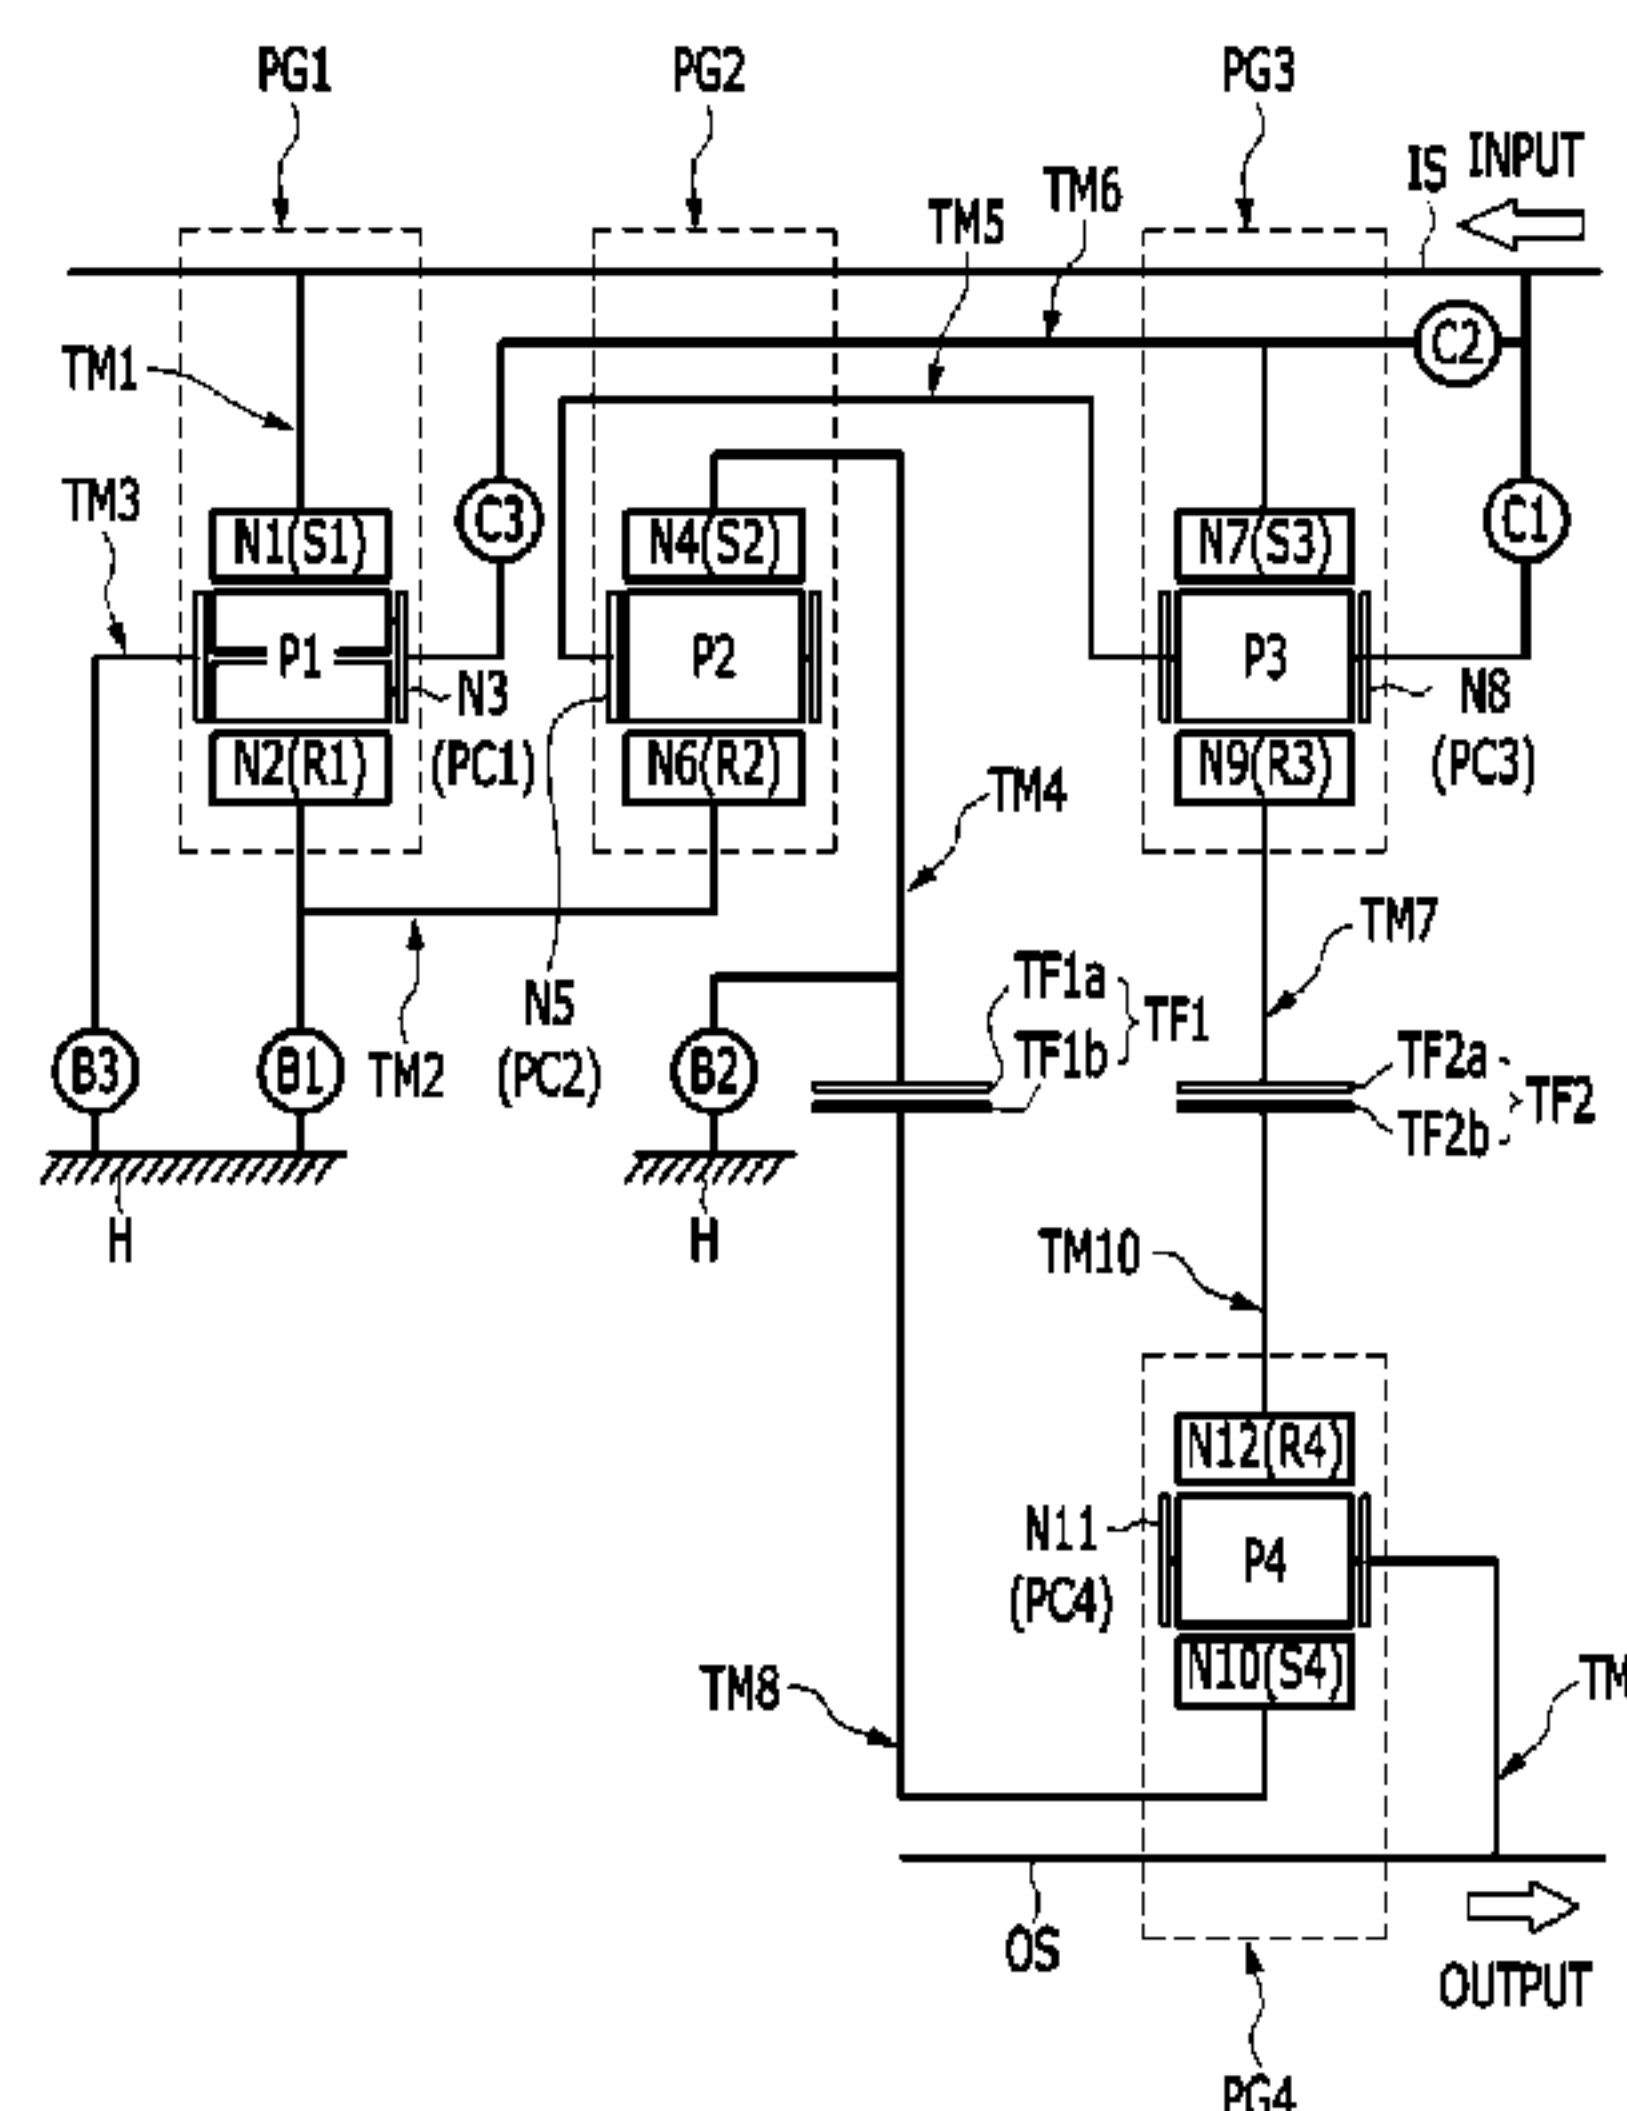 PG1 PG2 PG3
IS INPUT
TM6
TM5
C2
TM1
TM3
C3 C1
N1(S1) N4(S2) N7(S3)
P1 P2 P3
N3
(PC1)
N8
(PC3)
N2(R1) N6(R2) N9(R3)
TM4
TM7
TF1a
TF1b
TF1
N5
(PC2)
TM2
B3 B1 B2
TF2a
TF2b
TF2
H H
TM10
N12(R4)
N11
(PC4)
P4
N10(S4)
TM8
TM
OS
OUTPUT
PG4